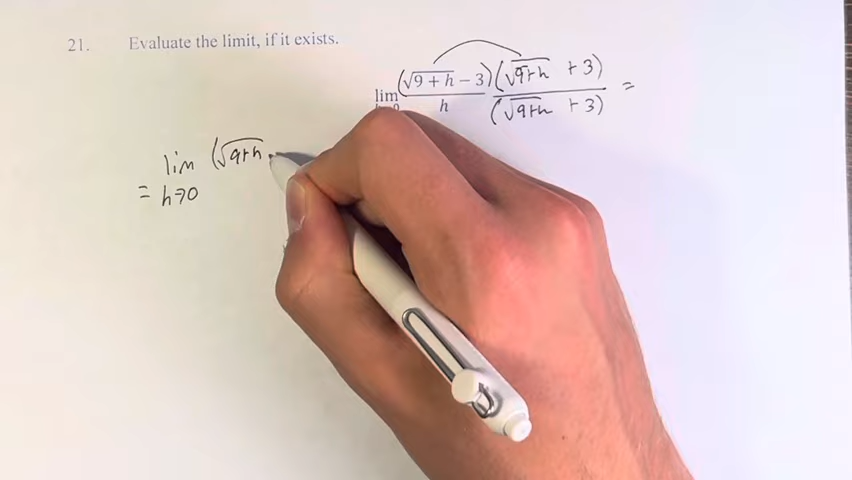 21. Evaluate the limit, if it exists.
lim (√9+h − 3)(√9+h + 3) =
h (√9+h + 3)
lim (√9+h
= h→0